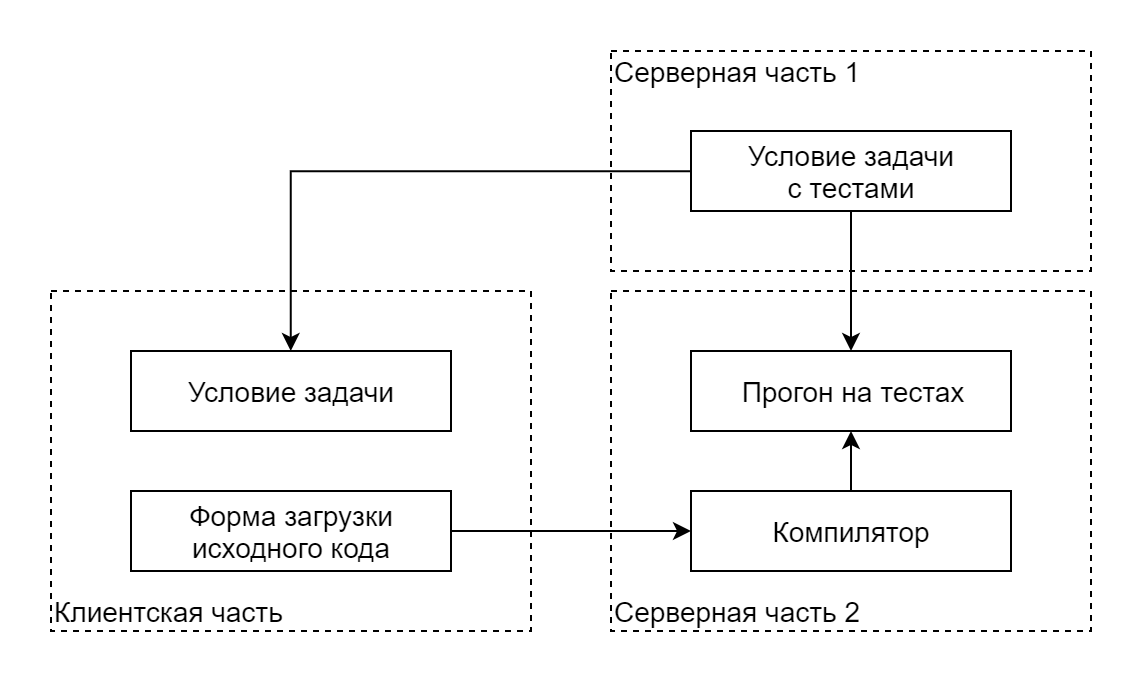 Серверная часть 1
Условие задачи
с тестами
Условие задачи
Прогон на тестах
Форма загрузки
исходного кода
Компилятор
Клиентская часть
Серверная часть 2